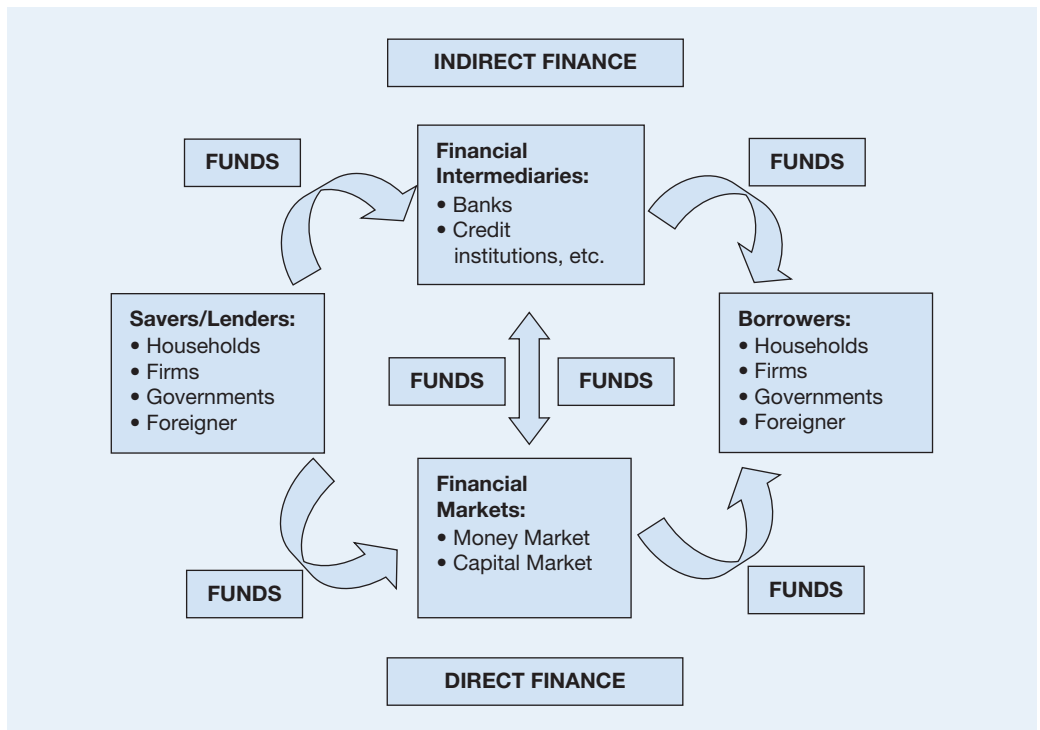 INDIRECT FINANCE
FUNDS
Financial
Intermediaries:
• Banks
• Credit
institutions, etc.
FUNDS
Savers/Lenders:
• Households
• Firms
• Governments
• Foreigner
FUNDS
FUNDS
Borrowers:
• Households
• Firms
• Governments
• Foreigner
Financial
Markets:
• Money Market
• Capital Market
FUNDS
FUNDS
DIRECT FINANCE